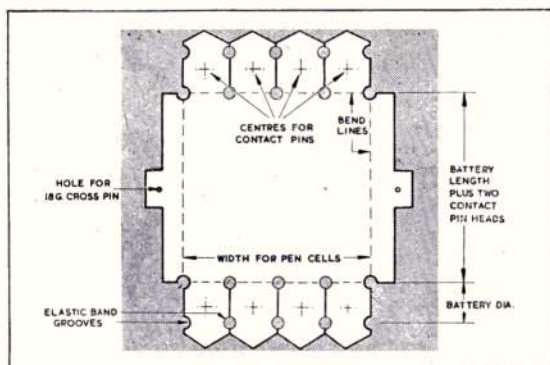 CENTRES FOR
CONTACT PINS
BEND
LINES
HOLE FOR
18G. CROSS PIN
BATTERY
LENGTH
PLUS TWO
CONTACT
PIN HEADS
WIDTH FOR PEN CELLS
ELASTIC BAND
GROOVES
BATTERY DIA.